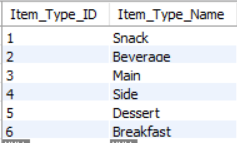 Item_Type_ID Item_Type_Name
1 Snack
2 Beverage
3 Main
4 Side
5 Dessert
6 Breakfast